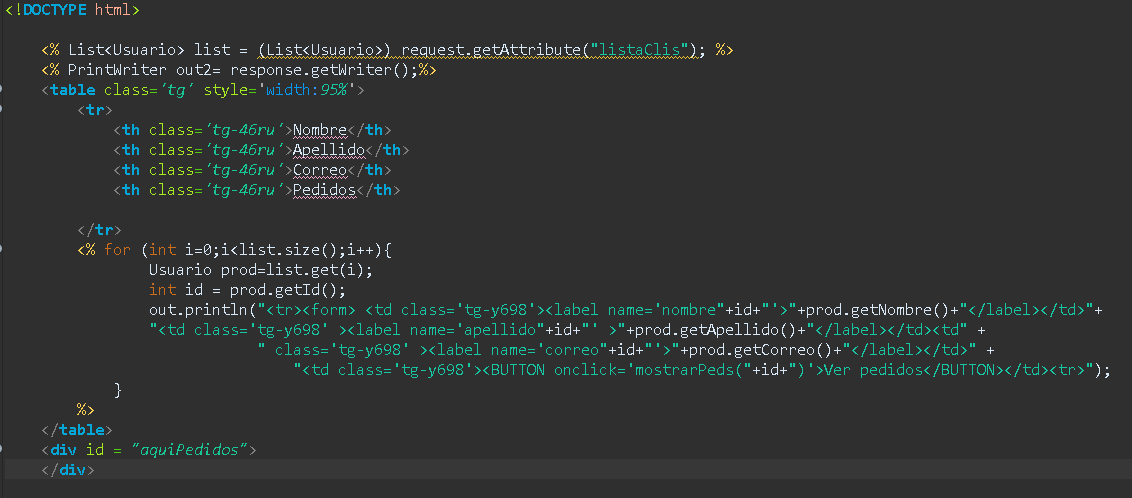 <!DOCTYPE html>
<% List<Usuario> list = (List<Usuario>) request.getAttribute("listaClis"); %>
<% PrintWriter out2= response.getWriter();%>
<table class='tg' style='width:95%'>
<tr>
<th class='tg-46ru'>Nombre</th>
<th class='tg-46ru'>Apellido</th>
<th class='tg-46ru'>Correo</th>
<th class='tg-46ru'>Pedidos</th>
</tr>
<% for (int i=0;i<list.size();i++){
Usuario prod=list.get(i);
int id = prod.getId();
out.println("<tr><form> <td class='tg-y698'><label name='nombre"+id+"'>"+prod.getNombre()+"</label></td>"+
"<td class='tg-y698' ><label name='apellido"+id+"' >"+prod.getApellido()+"</label></td><td" +
" class='tg-y698' ><label name='correo"+id+"'>"+prod.getCorreo()+"</label></td>" +
"<td class='tg-y698'><BUTTON onclick='mostrarPeds("+id+")'>Ver pedidos</BUTTON></td><tr>");
}
%>
</table>
<div id = "aquiPedidos">
</div>